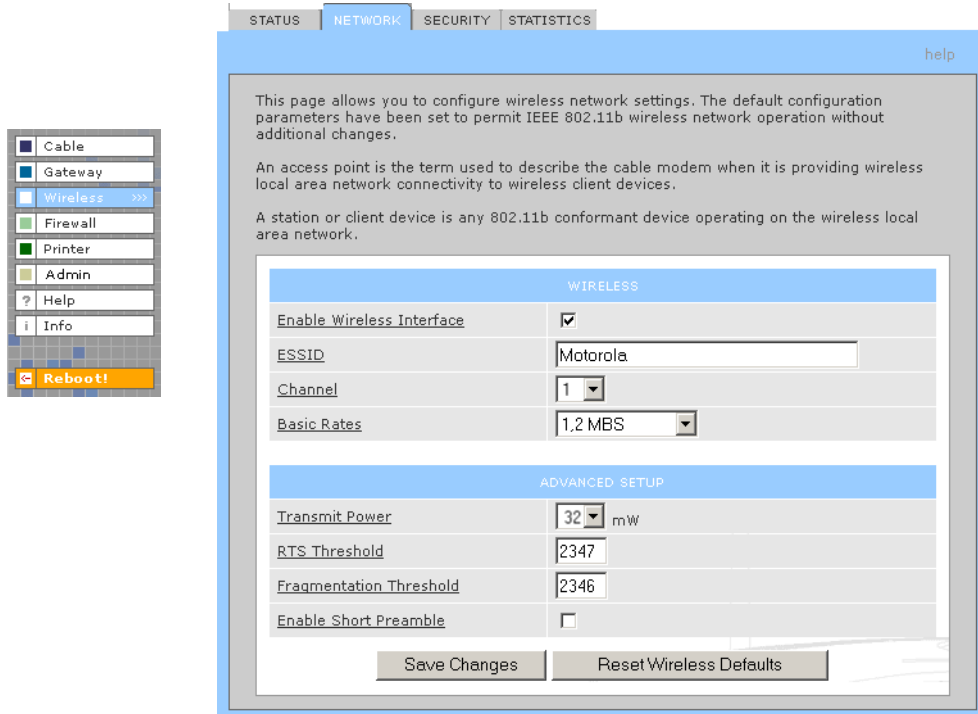 STATUS
NETWORK
SECURITY
STATISTICS
help
Cable
Gateway
Wireless >>>
Firewall
Printer
Admin
? Help
i Info
Reboot!
This page allows you to configure wireless network settings. The default configuration
parameters have been set to permit IEEE 802.11b wireless network operation without
additional changes.
An access point is the term used to describe the cable modem when it is providing wireless
local area network connectivity to wireless client devices.
A station or client device is any 802.11b conformant device operating on the wireless local
area network.
WIRELESS
Enable Wireless Interface
ESSID Motorola
Channel 1
Basic Rates 1,2 MBS
ADVANCED SETUP
Transmit Power 32 mW
RTS Threshold 2347
Fragmentation Threshold 2346
Enable Short Preamble
Save Changes
Reset Wireless Defaults